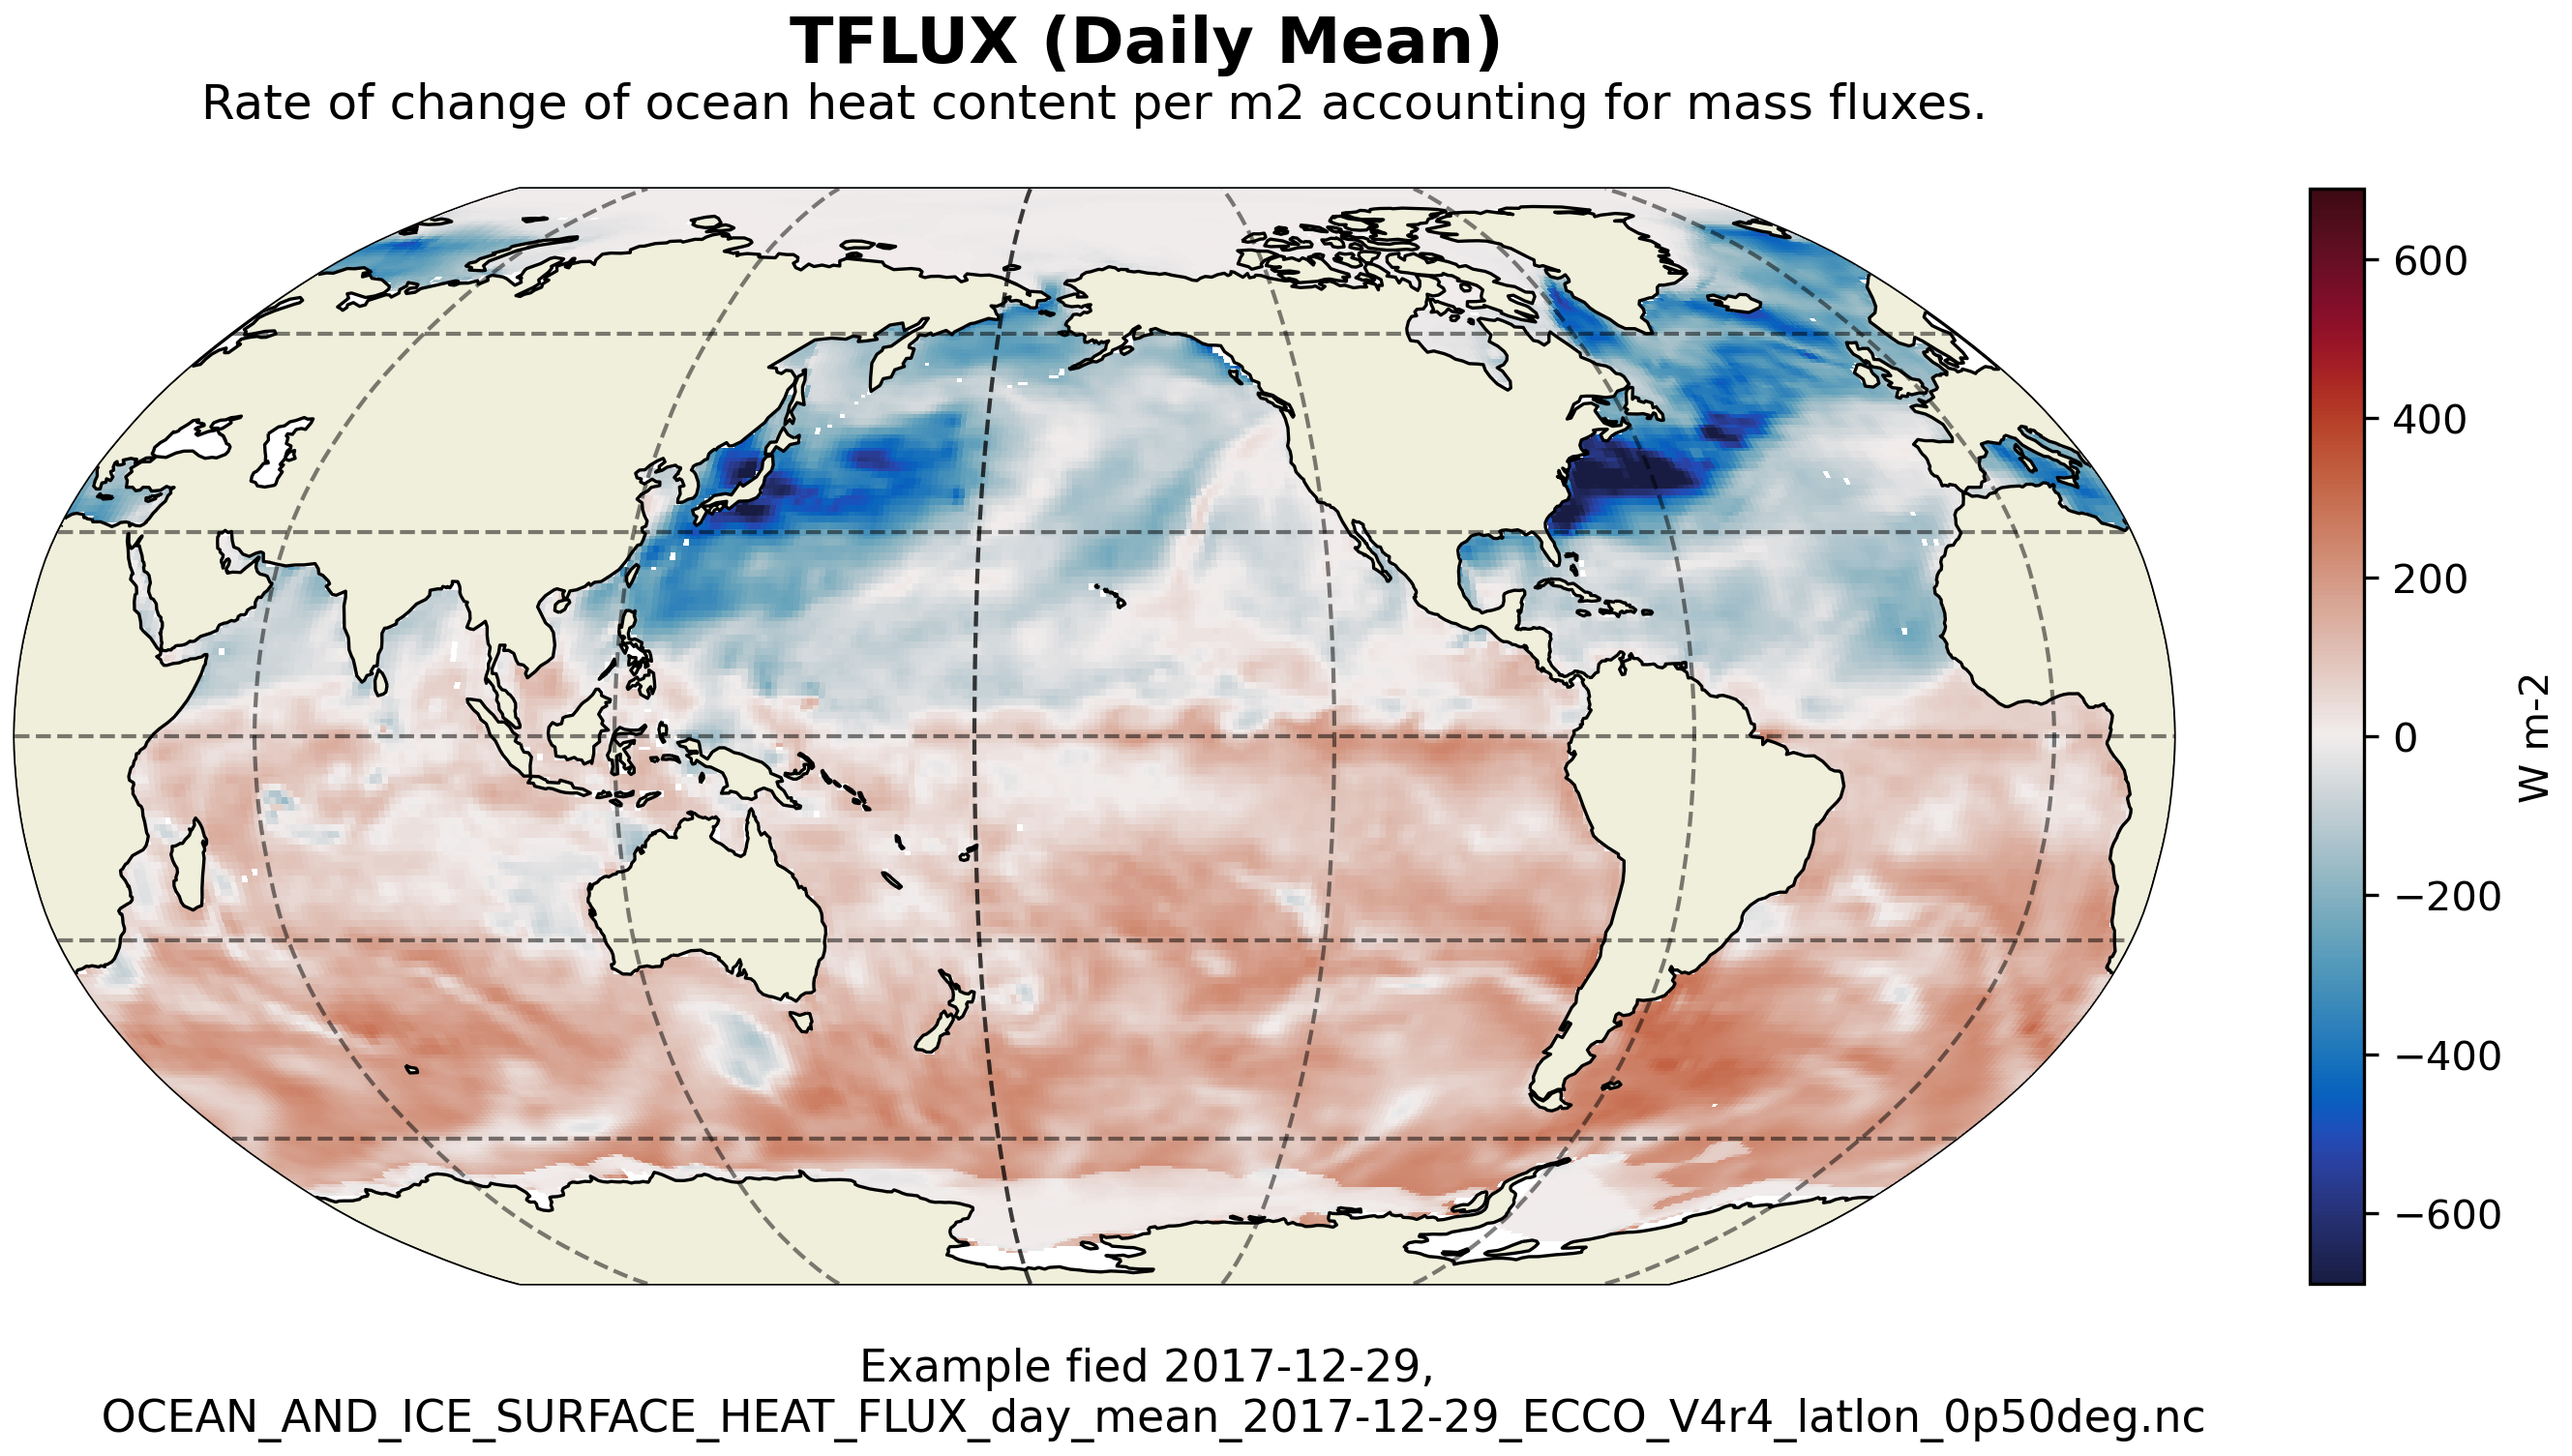 TFLUX (Daily Mean)
Rate of change of ocean heat content per m2 accounting for mass fluxes.
600
400
200
0
−200
−400
−600
W m-2
Example fied 2017-12-29,
OCEAN_AND_ICE_SURFACE_HEAT_FLUX_day_mean_2017-12-29_ECCO_V4r4_latlon_0p50deg.nc